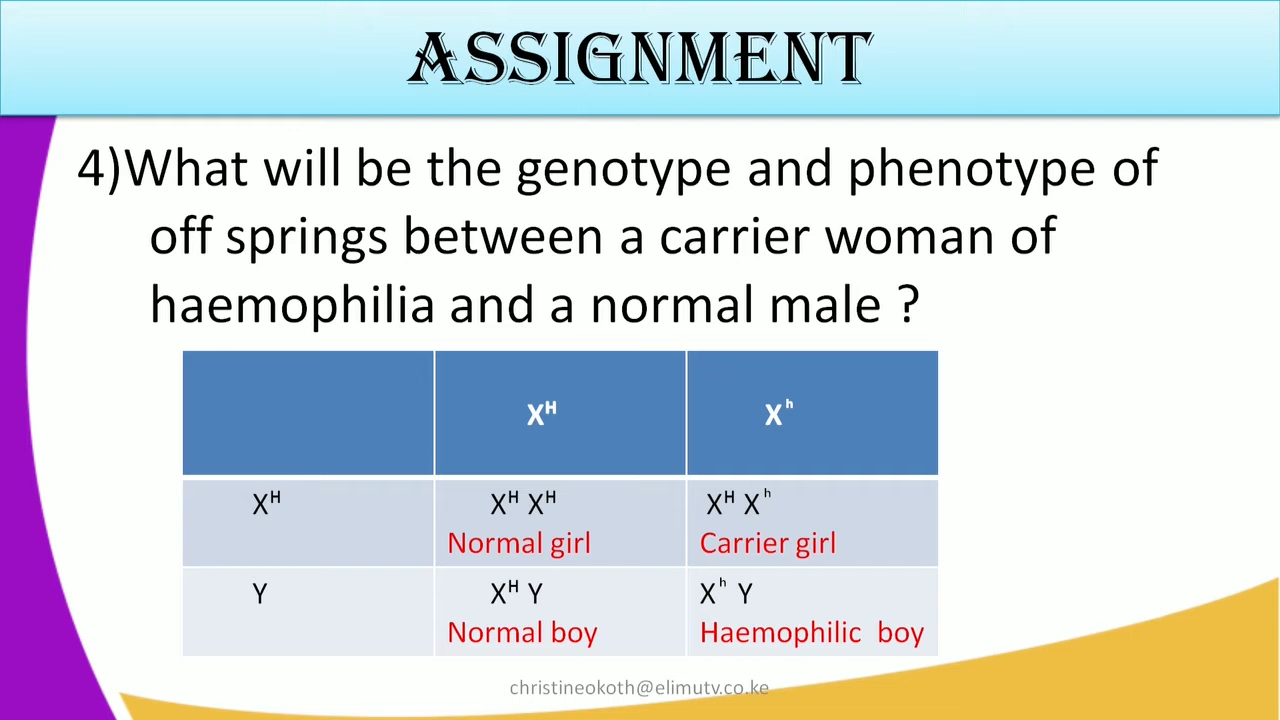 ASSIGNMENT
4)What will be the genotype and phenotype of
off springs between a carrier woman of
haemophilia and a normal male ?
Xᴴ Xʰ
Xᴴ Xᴴ Xᴴ Xᴴ Xʰ
Normal girl Carrier girl
Y Xᴴ Y Xʰ Y
Normal boy Haemophilic boy
christineokoth@elimutv.co.ke